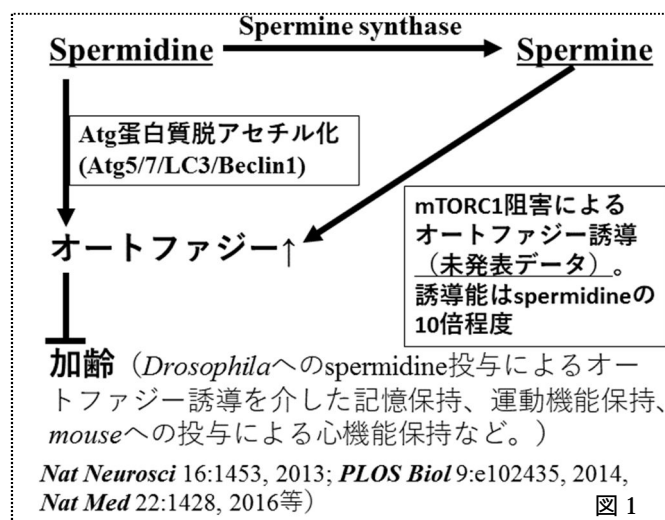 Spermine synthase
Spermidine
Spermine
Atg蛋白質脱アセチル化
(Atg5/7/LC3/Beclin1)
オートファジー↑
mTORC1阻害による
オートファジー誘導
（未発表データ）。
誘導能はspermidineの
10倍程度
加齢（Drosophilaへのspermidine投与によるオー
トファジー誘導を介した記憶保持、運動機能保持、
mouseへの投与による心機能保持など。）
Nat Neurosci 16:1453, 2013; PLOS Biol 9:e102435, 2014,
Nat Med 22:1428, 2016等）
図 1